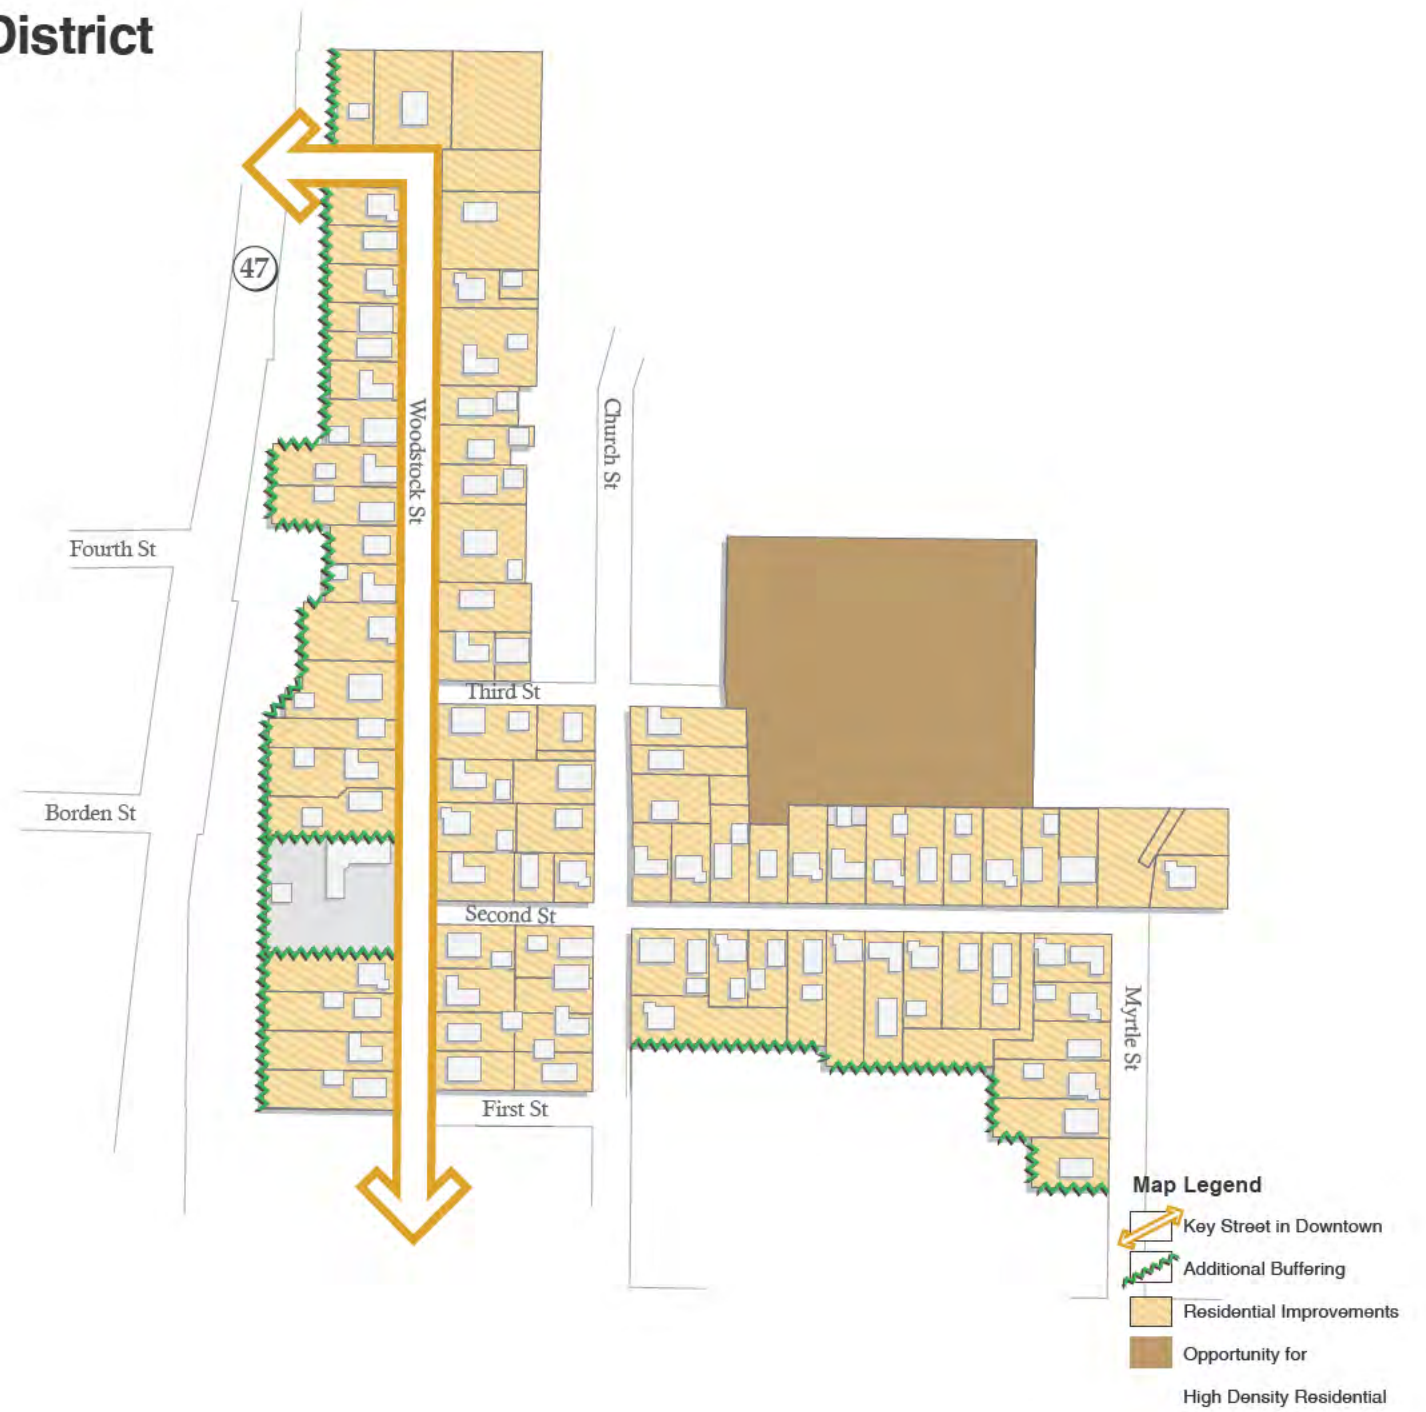 District
47
Woodstock St
Church St
Fourth St
Third St
Borden St
Second St
Myrtle St
First St
Map Legend
Key Street in Downtown
Additional Buffering
Residential Improvements
Opportunity for
High Density Residential